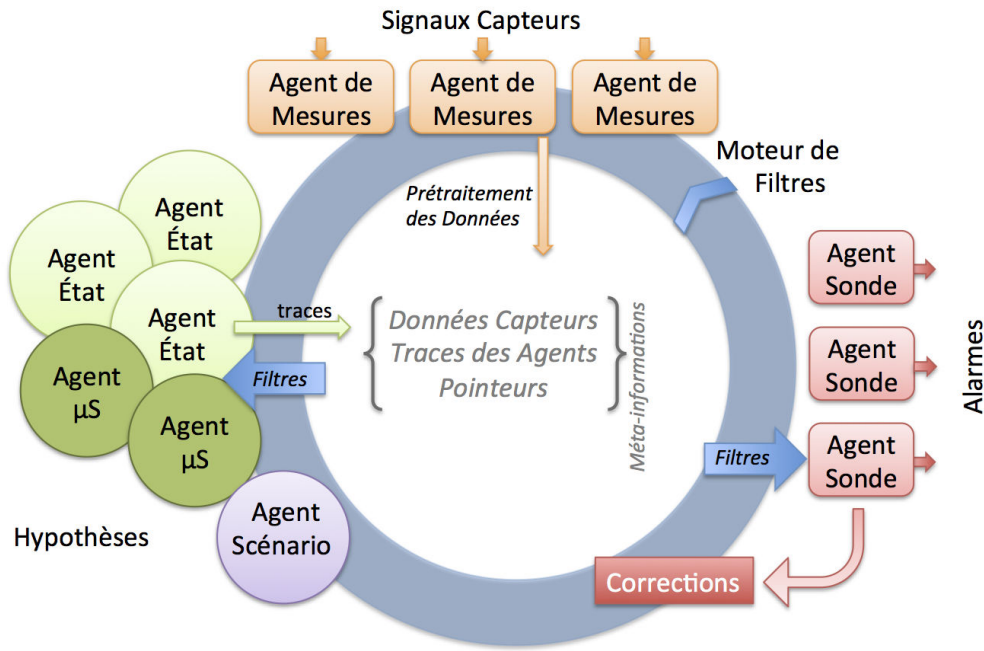 Signaux Capteurs
Agent de
Mesures
Agent de
Mesures
Agent de
Mesures
Moteur de
Filtres
Prétraitement
des Données
Agent
État
Agent
État
Agent
État
Agent
µS
Agent
µS
Agent
Scénario
Hypothèses
traces
Filtres
Données Capteurs
Traces des Agents
Pointeurs
Méta-informations
Filtres
Agent
Sonde
Agent
Sonde
Agent
Sonde
Alarmes
Corrections